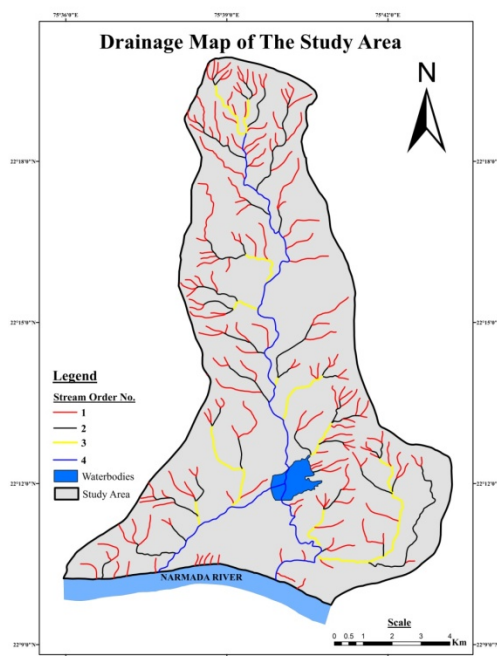 75°36'0"E 75°39'0"E 75°42'0"E
Drainage Map of The Study Area
N
22°18'0"N 22°18'0"N
22°15'0"N 22°15'0"N
Legend
Stream Order No.
1
2
3
4
Waterbodies
Study Area
22°12'0"N 22°12'0"N
NARMADA RIVER
Scale
0 0.5 1 2 3 4
Km
22°9'0"N 22°9'0"N